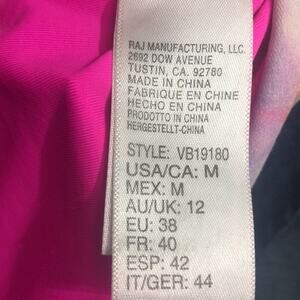 RAJ MANUFACTURING, LLC.
2692 DOW AVENUE
TUSTIN, CA. 92780
MADE IN CHINA
FABRIQUE EN CHINE
HECHO EN CHINA
PRODOTTO IN CHINA
HERGESTELLT-CHINA
STYLE: VB19180
USA/CA: M
MEX: M
AU/UK: 12
EU: 38
FR: 40
ESP: 42
IT/GER: 44